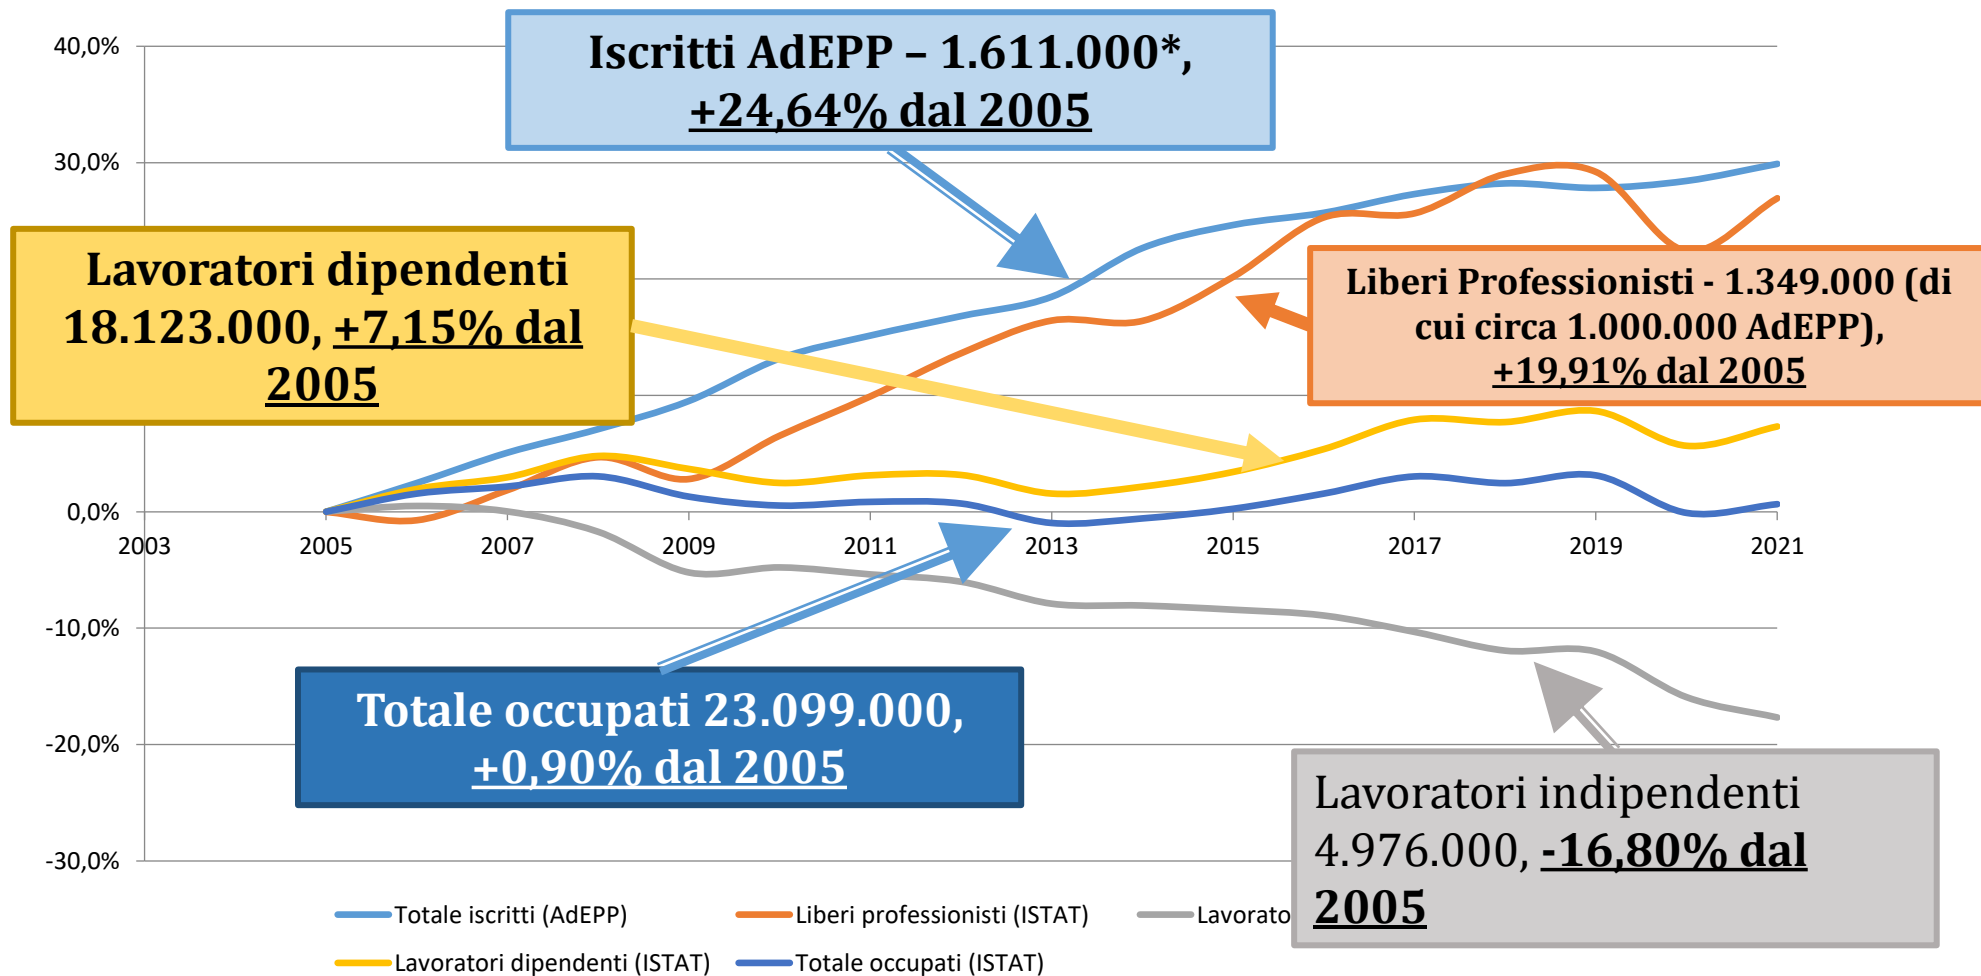 Iscritti AdEPP – 1.611.000*,
+24,64% dal 2005
40,0%
30,0%
Lavoratori dipendenti
18.123.000, +7,15% dal
2005
Liberi Professionisti - 1.349.000 (di
cui circa 1.000.000 AdEPP),
+19,91% dal 2005
0,0%
2003 2005 2007 2009 2011 2013 2015 2017 2019 2021
-10,0%
-20,0%
-30,0%
Totale occupati 23.099.000,
+0,90% dal 2005
Lavoratori indipendenti
4.976.000, -16,80% dal
2005
Totale iscritti (AdEPP) Liberi professionisti (ISTAT) Lavorato
Lavoratori dipendenti (ISTAT) Totale occupati (ISTAT)